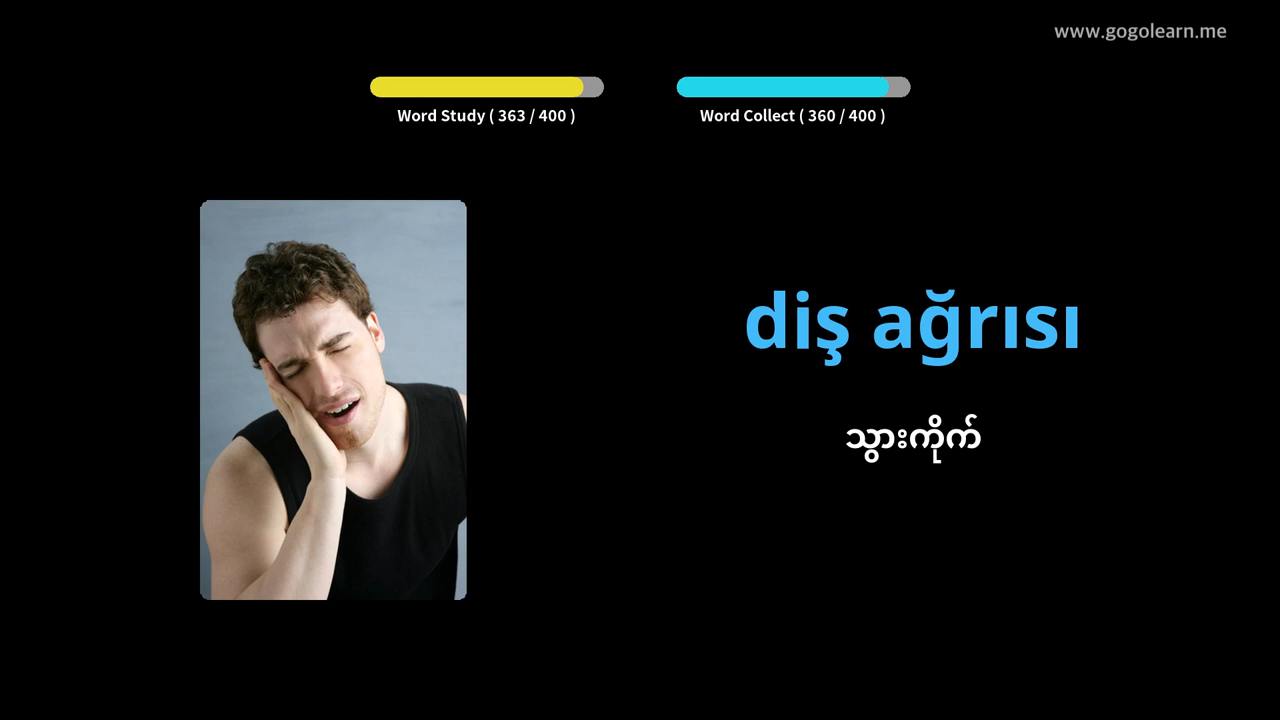 www.gogolearn.me
Word Study ( 363 / 400 )
Word Collect ( 360 / 400 )
diş ağrısı
သွားကိုက်